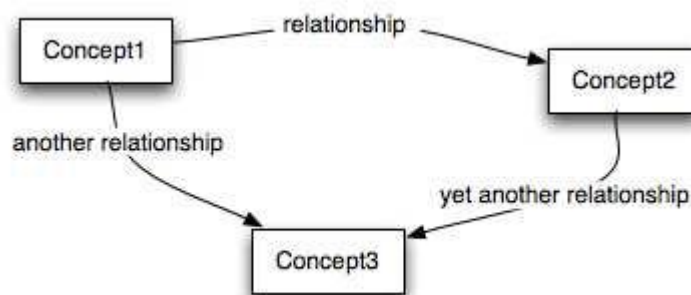 relationship
Concept1
Concept2
another relationship
yet another relationship
Concept3